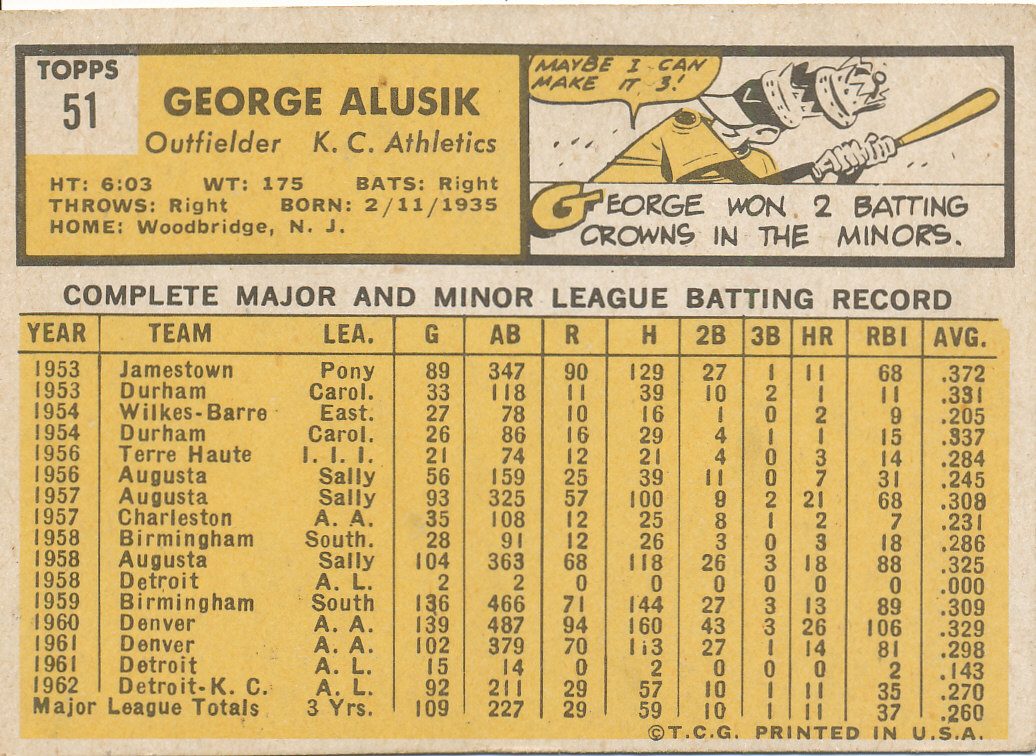 TOPPS
51
GEORGE ALUSIK
Outfielder K. C. Athletics
HT: 6:03 WT: 175 BATS: Right
THROWS: Right BORN: 2/11/1935
HOME: Woodbridge, N. J.
MAYBE I CAN
MAKE IT 3!
GEORGE WON 2 BATTING
CROWNS IN THE MINORS.
COMPLETE MAJOR AND MINOR LEAGUE BATTING RECORD
YEAR TEAM LEA. G AB R H 2B 3B HR RBI AVG.
1953 Jamestown Pony 89 347 90 129 27 1 11 68 .372
1953 Durham Carol. 33 118 11 39 10 2 1 11 .331
1954 Wilkes-Barre East. 27 78 10 16 1 0 2 9 .205
1954 Durham Carol. 26 86 16 29 4 1 1 15 .337
1956 Terre Haute I. I. I. 21 74 12 21 4 0 3 14 .284
1956 Augusta Sally 56 159 25 39 11 0 7 31 .245
1957 Augusta Sally 93 325 57 100 9 2 21 68 .308
1957 Charleston A. A. 35 108 12 25 8 1 2 7 .231
1958 Birmingham South. 28 91 12 26 3 0 3 18 .286
1958 Augusta Sally 104 363 68 118 26 3 18 88 .325
1958 Detroit A. L. 2 2 0 0 0 0 0 0 .000
1959 Birmingham South 136 466 71 144 27 3 13 89 .309
1960 Denver A. A. 139 487 94 160 43 3 26 106 .329
1961 Denver A. A. 102 379 70 113 27 1 14 81 .298
1961 Detroit A. L. 15 14 0 2 0 0 0 2 .143
1962 Detroit-K. C. A. L. 92 211 29 57 10 1 11 35 .270
Major League Totals 3 Yrs. 109 227 29 59 10 1 11 37 .260
©T.C.G. PRINTED IN U.S.A.